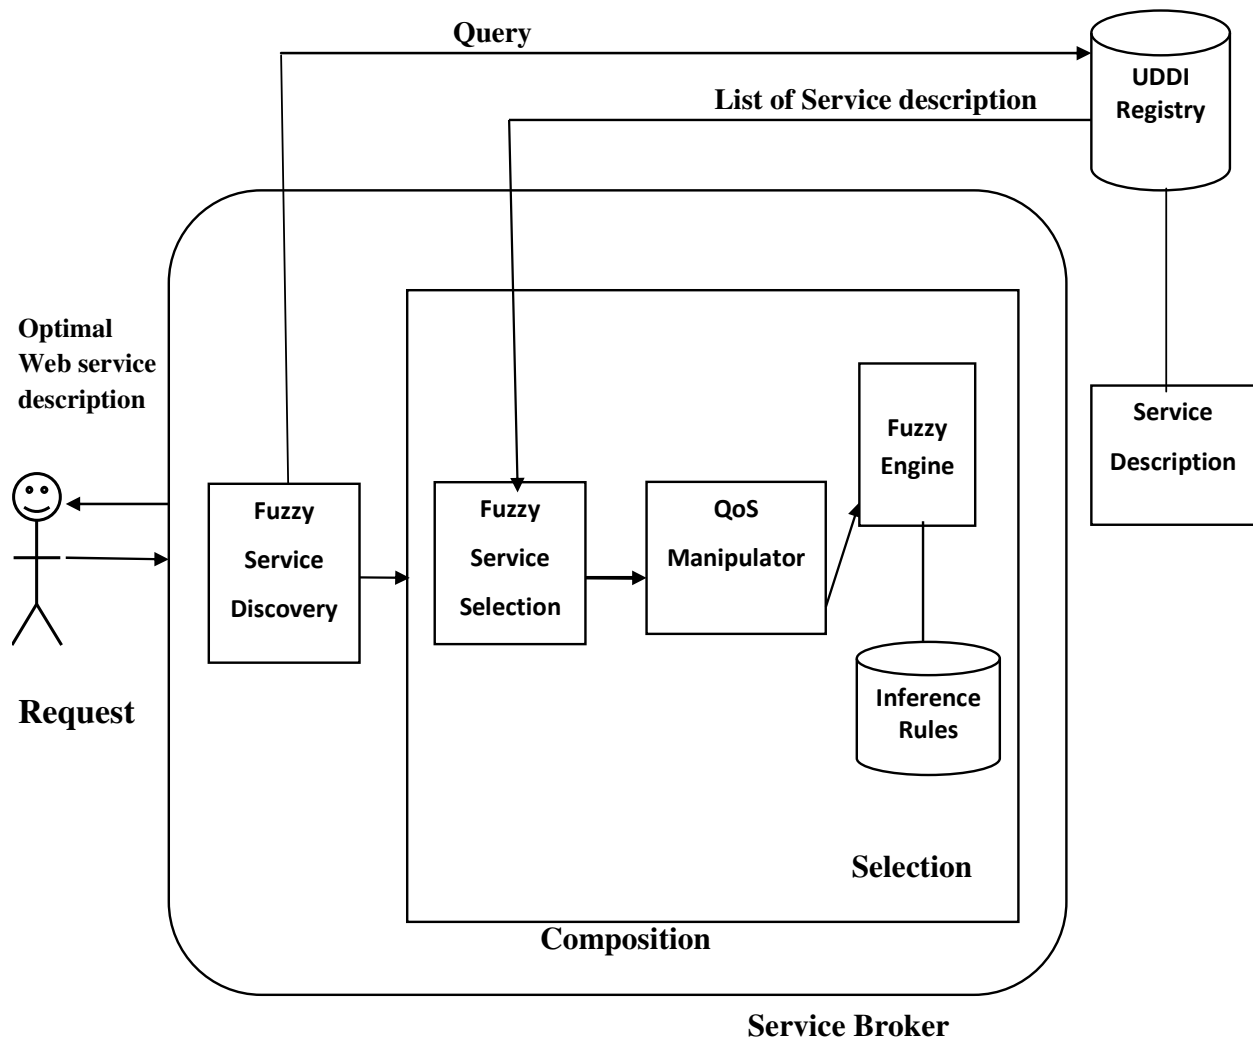 Query
UDDI
Registry
List of Service description
Optimal
Web service
description
Request
Fuzzy
Service
Discovery
Fuzzy
Service
Selection
QoS
Manipulator
Fuzzy
Engine
Inference
Rules
Service
Description
Selection
Composition
Service Broker